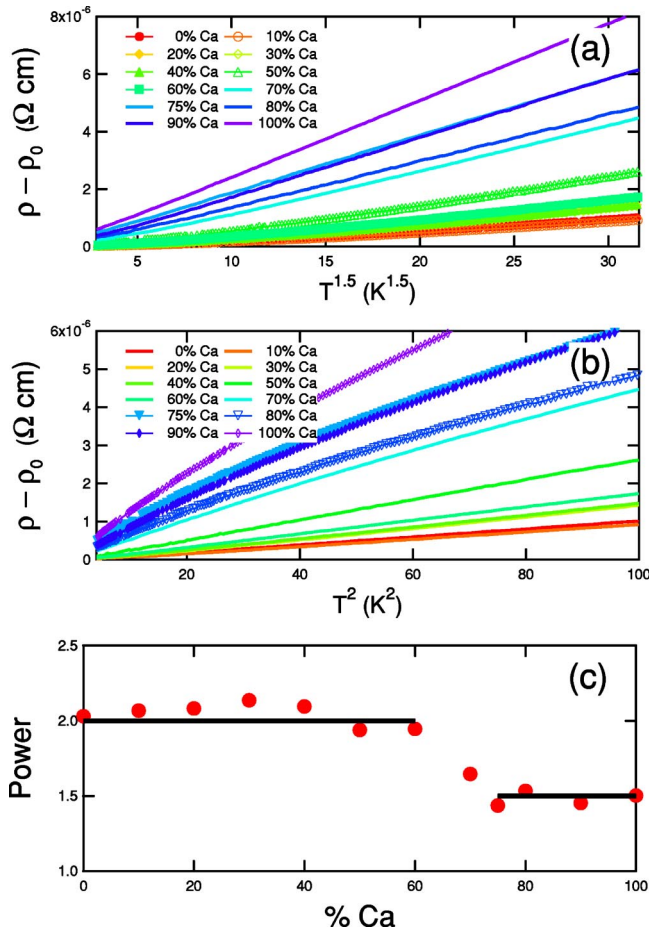 8x10⁻⁶
6
4
2
0
ρ − ρ₀ (Ω cm)
(a)
0% Ca 10% Ca
20% Ca 30% Ca
40% Ca 50% Ca
60% Ca 70% Ca
75% Ca 80% Ca
90% Ca 100% Ca
5 10 15 20 25 30
T^1.5 (K^1.5)
6x10⁻⁶
5
4
3
2
1
0
ρ − ρ₀ (Ω cm)
(b)
0% Ca 10% Ca
20% Ca 30% Ca
40% Ca 50% Ca
60% Ca 70% Ca
75% Ca 80% Ca
90% Ca 100% Ca
20 40 60 80 100
T² (K²)
2.5
2.0
1.5
1.0
Power
(c)
0 20 40 60 80 100
% Ca